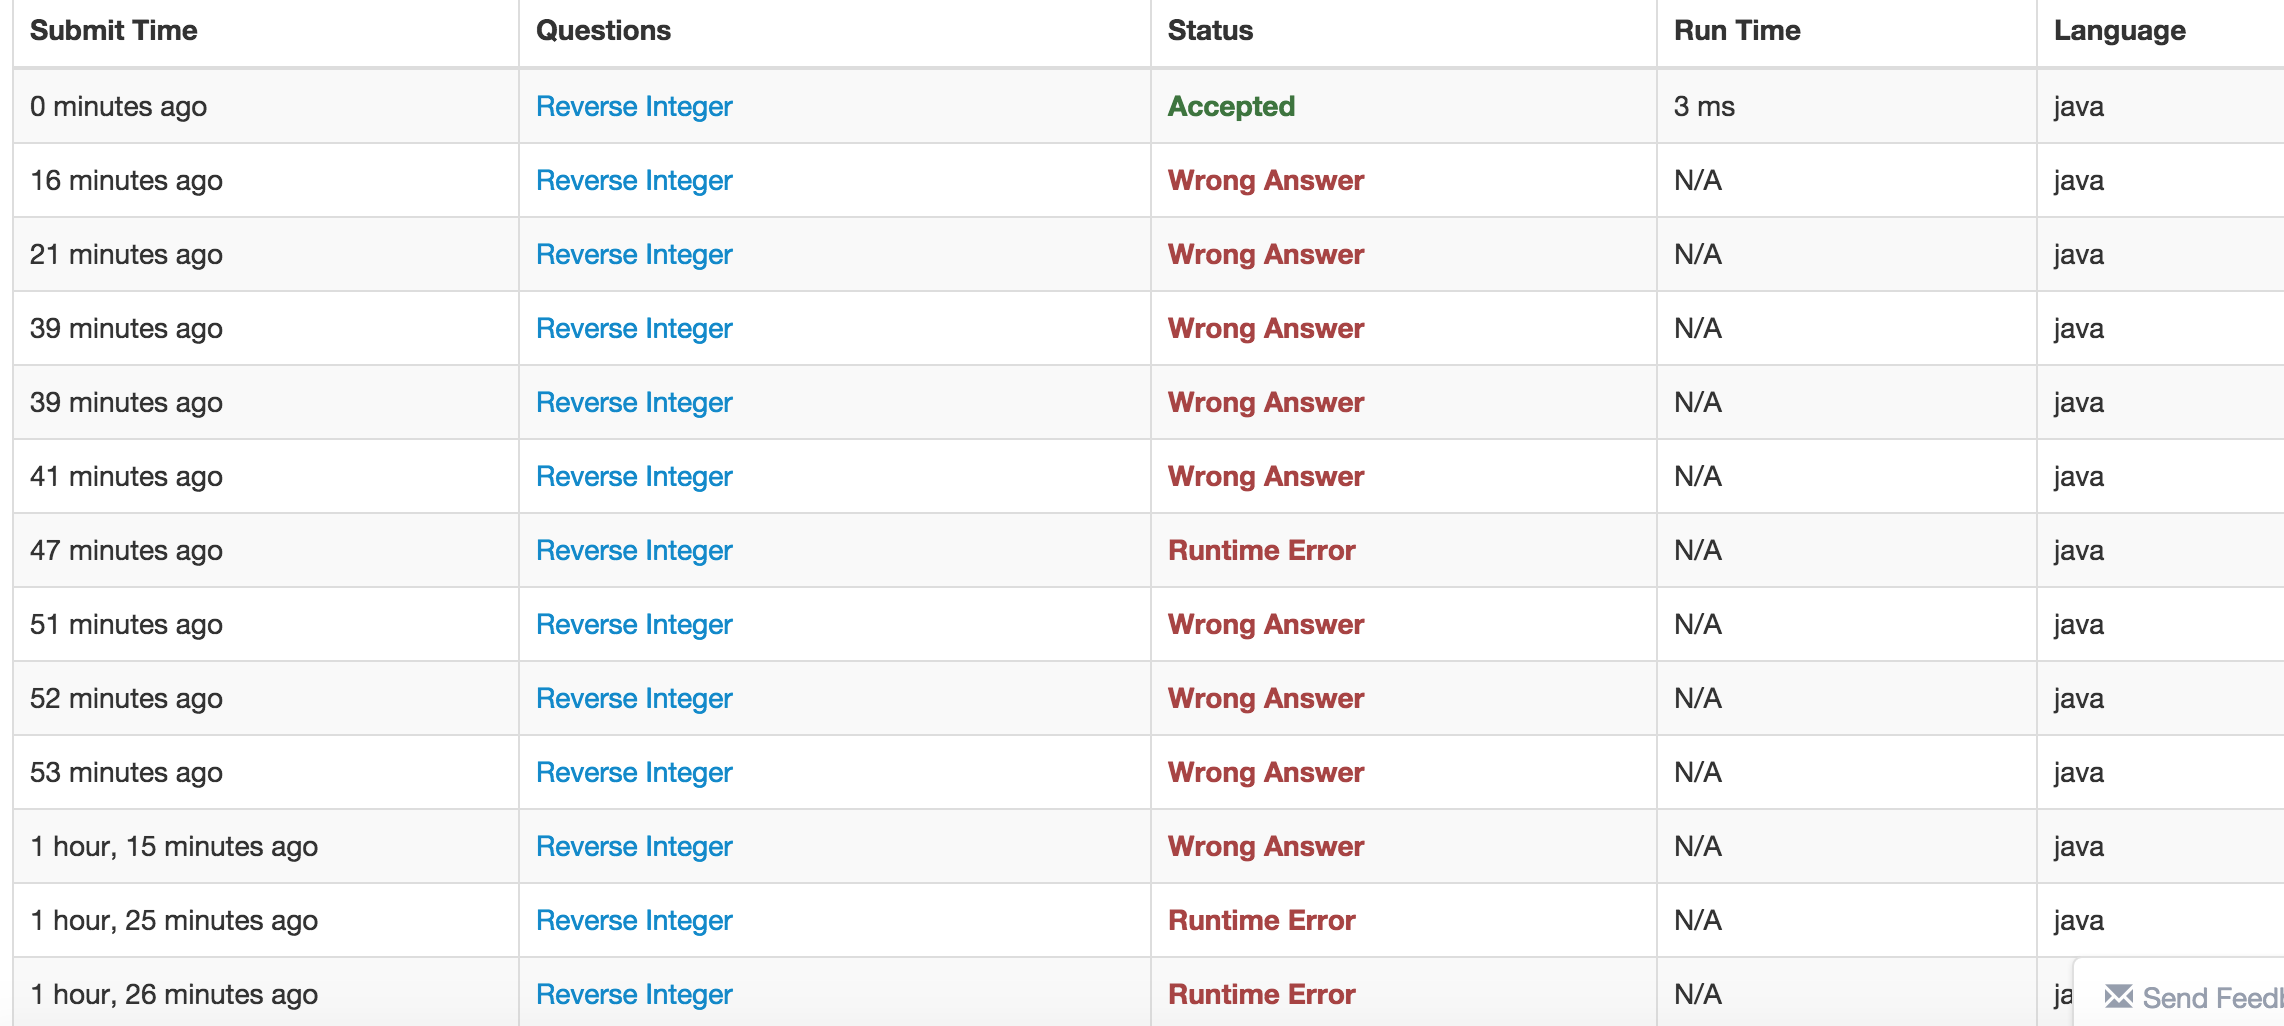 Submit Time Questions Status Run Time Language
0 minutes ago Reverse Integer Accepted 3 ms java
16 minutes ago Reverse Integer Wrong Answer N/A java
21 minutes ago Reverse Integer Wrong Answer N/A java
39 minutes ago Reverse Integer Wrong Answer N/A java
39 minutes ago Reverse Integer Wrong Answer N/A java
41 minutes ago Reverse Integer Wrong Answer N/A java
47 minutes ago Reverse Integer Runtime Error N/A java
51 minutes ago Reverse Integer Wrong Answer N/A java
52 minutes ago Reverse Integer Wrong Answer N/A java
53 minutes ago Reverse Integer Wrong Answer N/A java
1 hour, 15 minutes ago Reverse Integer Wrong Answer N/A java
1 hour, 25 minutes ago Reverse Integer Runtime Error N/A java
1 hour, 26 minutes ago Reverse Integer Runtime Error N/A ja
Send Feed